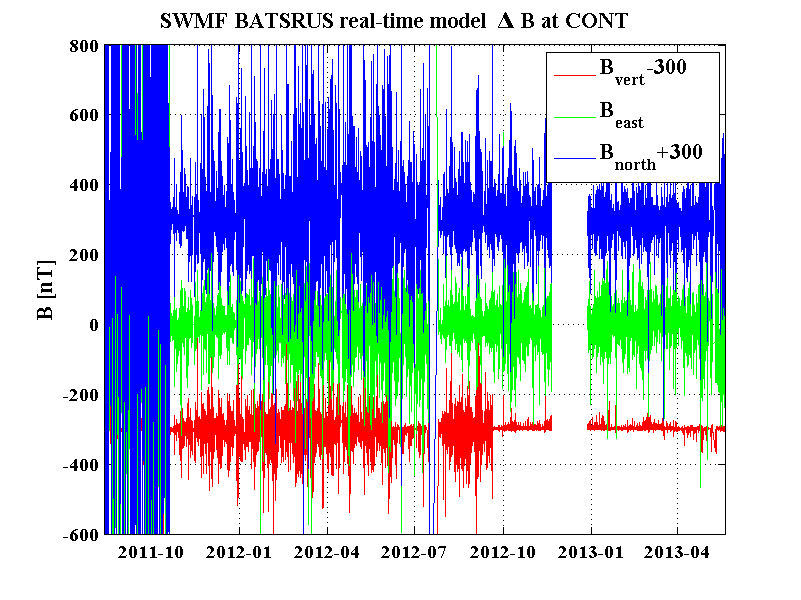 SWMF BATSRUS real-time model Δ B at CONT
B [nT]
800
600
400
200
0
-200
-400
-600
2011-10 2012-01 2012-04 2012-07 2012-10 2013-01 2013-04
B_vert-300
B_east
B_north+300